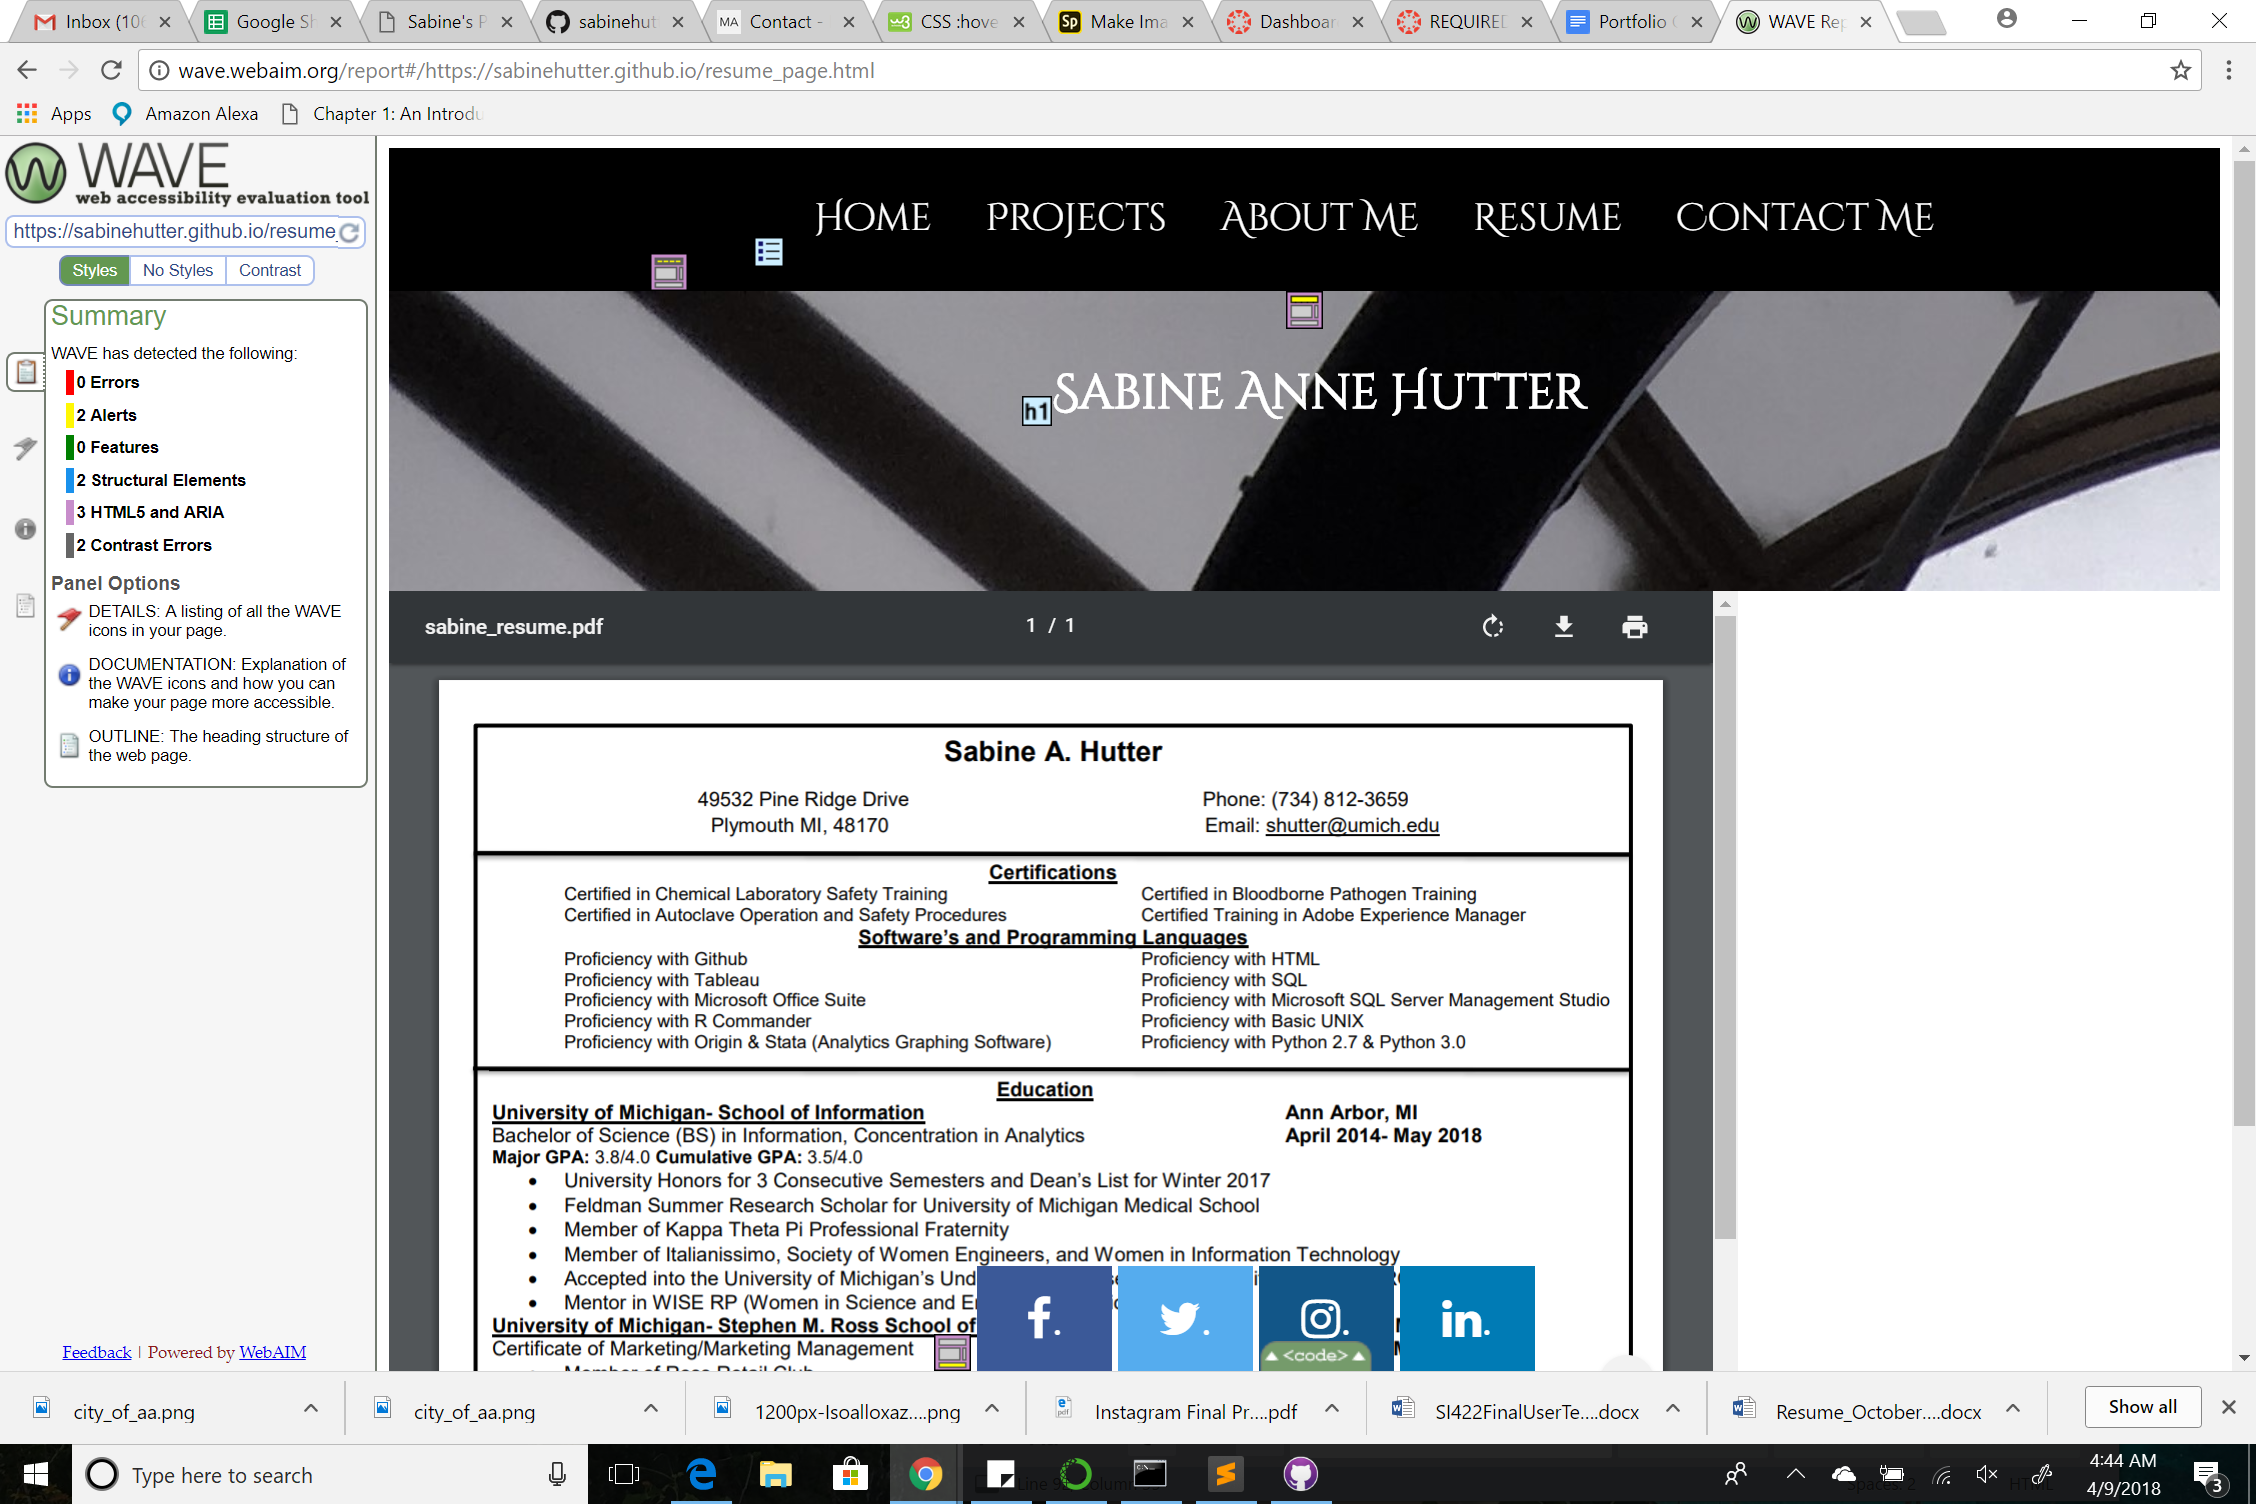 Inbox (106
Google Sh
Sabine's P
sabinehut
Contact -
CSS :hove
Make Ima
Dashboar
REQUIRED
Portfolio
WAVE Rep
wave.webaim.org/report#/https://sabinehutter.github.io/resume_page.html
Apps
Amazon Alexa
Chapter 1: An Introdu
WAVE
web accessibility evaluation tool
https://sabinehutter.github.io/resume_
Styles
No Styles
Contrast
Summary
WAVE has detected the following:
0 Errors
2 Alerts
0 Features
2 Structural Elements
3 HTML5 and ARIA
2 Contrast Errors
Panel Options
DETAILS: A listing of all the WAVE
icons in your page.
DOCUMENTATION: Explanation of
the WAVE icons and how you can
make your page more accessible.
OUTLINE: The heading structure of
the web page.
Feedback | Powered by WebAIM
Home Projects About Me Resume Contact Me
h1
Sabine Anne Hutter
sabine_resume.pdf
1 / 1
Sabine A. Hutter
49532 Pine Ridge Drive Phone: (734) 812-3659
Plymouth MI, 48170 Email: shutter@umich.edu
Certifications
Certified in Chemical Laboratory Safety Training Certified in Bloodborne Pathogen Training
Certified in Autoclave Operation and Safety Procedures Certified Training in Adobe Experience Manager
Software's and Programming Languages
Proficiency with Github Proficiency with HTML
Proficiency with Tableau Proficiency with SQL
Proficiency with Microsoft Office Suite Proficiency with Microsoft SQL Server Management Studio
Proficiency with R Commander Proficiency with Basic UNIX
Proficiency with Origin & Stata (Analytics Graphing Software) Proficiency with Python 2.7 & Python 3.0
Education
University of Michigan- School of Information Ann Arbor, MI
Bachelor of Science (BS) in Information, Concentration in Analytics April 2014- May 2018
Major GPA: 3.8/4.0 Cumulative GPA: 3.5/4.0
• University Honors for 3 Consecutive Semesters and Dean's List for Winter 2017
• Feldman Summer Research Scholar for University of Michigan Medical School
• Member of Kappa Theta Pi Professional Fraternity
• Member of Italianissimo, Society of Women Engineers, and Women in Information Technology
• Accepted into the University of Michigan's Und
• Mentor in WISE RP (Women in Science and En
University of Michigan- Stephen M. Ross School of
Certificate of Marketing/Marketing Management
f.
in.
<code>
city_of_aa.png
city_of_aa.png
1200px-Isoalloxaz....png
Instagram Final Pr....pdf
SI422FinalUserTe....docx
Resume_October....docx
Show all
Type here to search
4:44 AM
4/9/2018
3